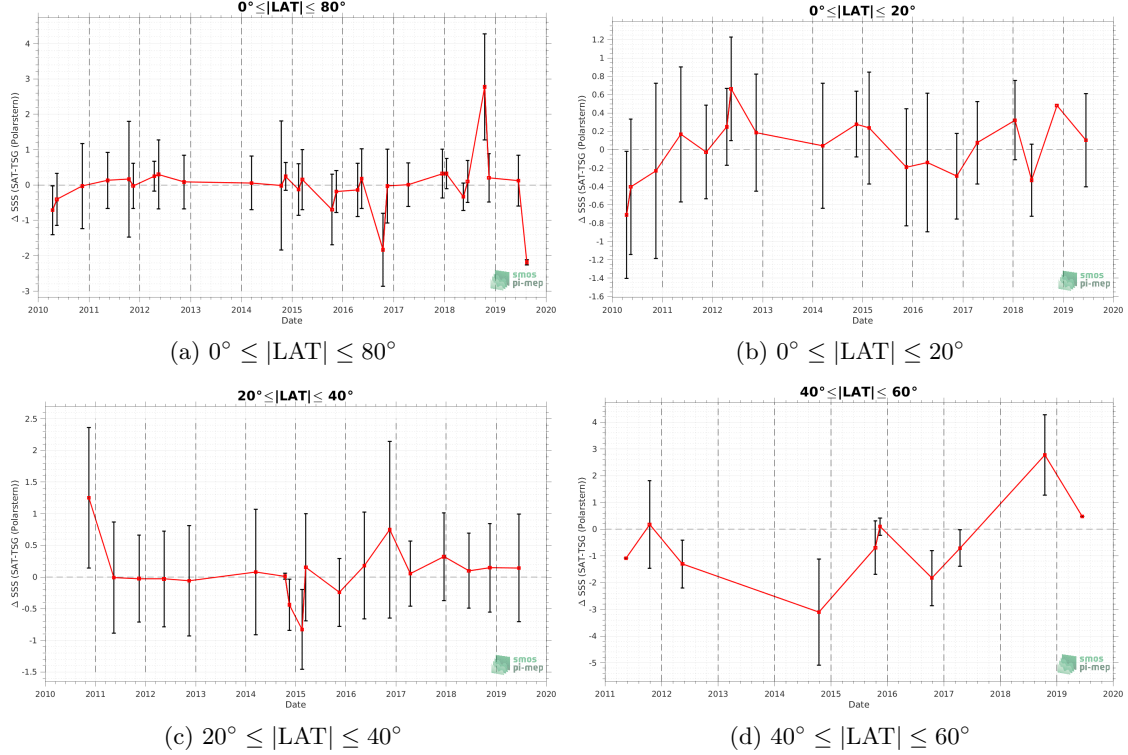 0°≤|LAT|≤ 80°
Δ SSS (SAT-TSG (Polarstern))
4
3
2
1
0
-1
-2
-3
2010 2011 2012 2013 2014 2015 2016 2017 2018 2019 2020
Date
smos
pi-mep
(a) 0° ≤ |LAT| ≤ 80°
0°≤|LAT|≤ 20°
Δ SSS (SAT-TSG (Polarstern))
1.2
1
0.8
0.6
0.4
0.2
0
-0.2
-0.4
-0.6
-0.8
-1
-1.2
-1.4
-1.6
2010 2011 2012 2013 2014 2015 2016 2017 2018 2019 2020
Date
smos
pi-mep
(b) 0° ≤ |LAT| ≤ 20°
20°≤|LAT|≤ 40°
Δ SSS (SAT-TSG (Polarstern))
2.5
2
1.5
1
0.5
0
-0.5
-1
-1.5
2010 2011 2012 2013 2014 2015 2016 2017 2018 2019 2020
Date
smos
pi-mep
(c) 20° ≤ |LAT| ≤ 40°
40°≤|LAT|≤ 60°
Δ SSS (SAT-TSG (Polarstern))
4
3
2
1
0
-1
-2
-3
-4
-5
2011 2012 2013 2014 2015 2016 2017 2018 2019 2020
Date
smos
pi-mep
(d) 40° ≤ |LAT| ≤ 60°